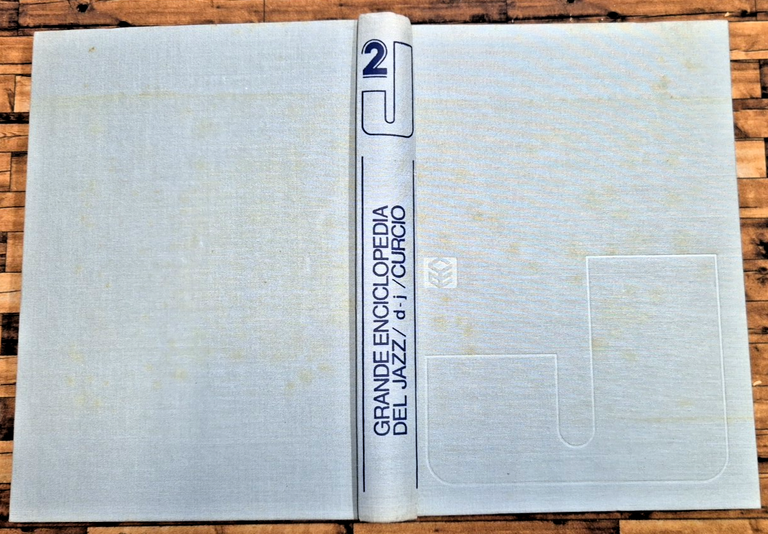 2
GRANDE ENCICLOPEDIA
DEL JAZZ / d-j / CURCIO